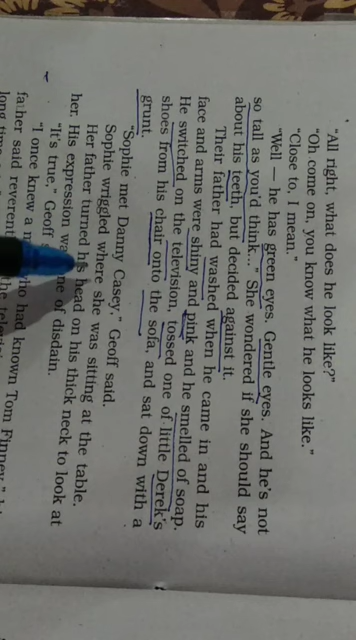 "All right, what does he look like?"
"Oh come on, you know what he looks like."
"Close to, I mean."
"Well — he has green eyes. Gentle eyes. And he's not
so tall as you'd think..." She wondered if she should say
about his teeth, but decided against it.
Their father had washed when he came in and his
face and arms were shiny and pink and he smelled of soap.
He switched on the television, tossed one of little Derek's
shoes from his chair onto the sofa, and sat down with a
grunt.
"Sophie met Danny Casey," Geoff said.
Sophie wriggled where she was sitting at the table.
Her father turned his head on his thick neck to look at
her. His expression was one of disdain.
"It's true," Geoff
"I once knew a who had known Tom Finney,"
father said reverently
long time